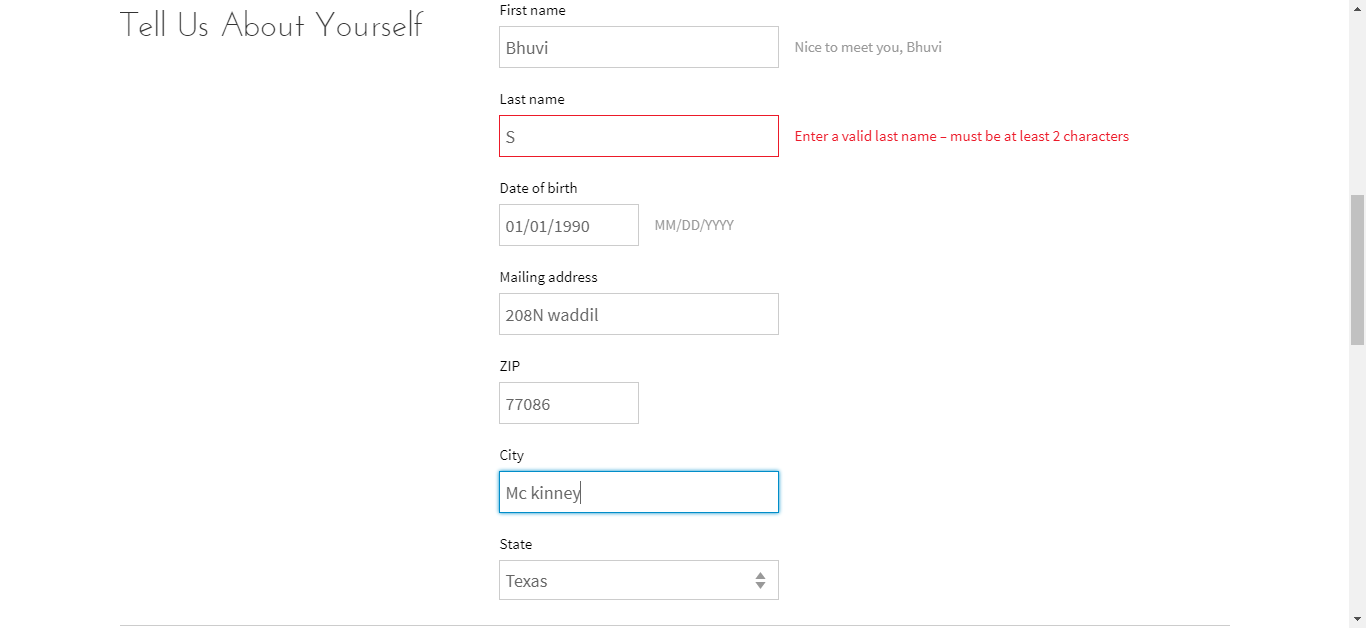 Tell Us About Yourself
First name
Bhuvi
Nice to meet you, Bhuvi
Last name
S
Enter a valid last name – must be at least 2 characters
Date of birth
01/01/1990
MM/DD/YYYY
Mailing address
208N waddil
ZIP
77086
City
Mc kinney
State
Texas